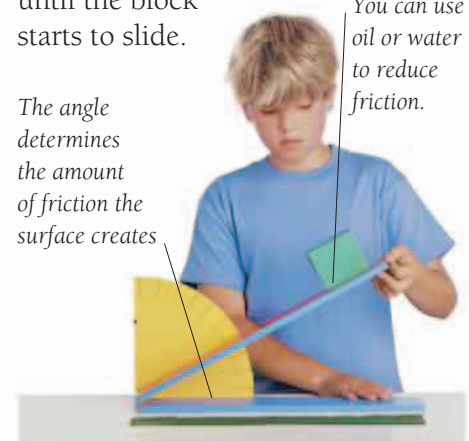 until the block
starts to slide.
The angle
determines
the amount
of friction the
surface creates
You can use
oil or water
to reduce
friction.